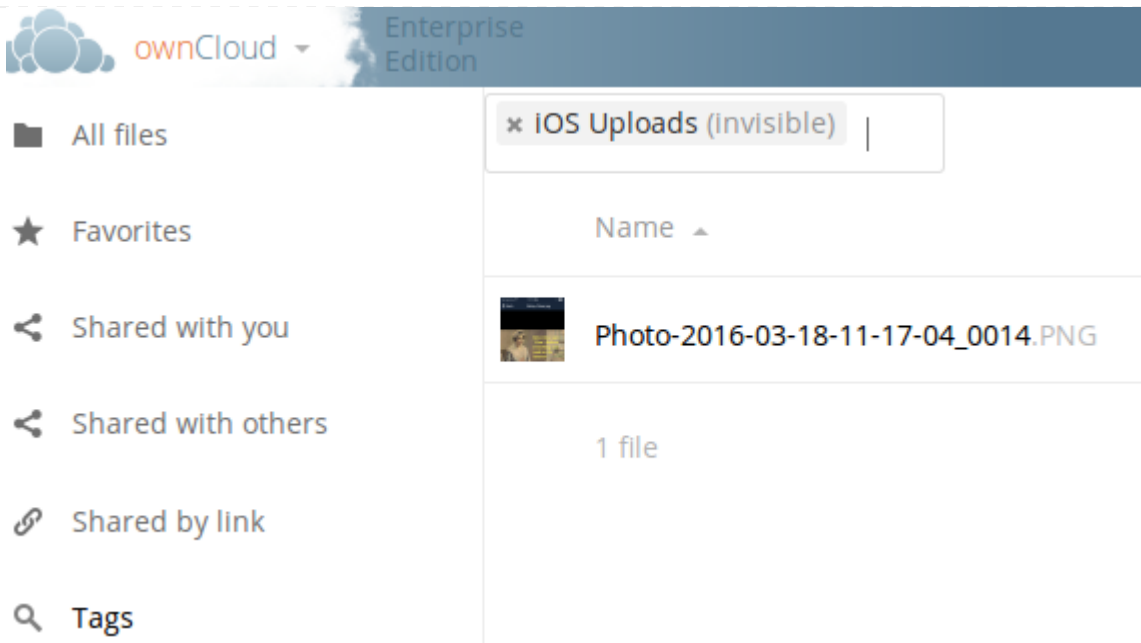 ownCloud
Enterprise
Edition
All files
Favorites
Shared with you
Shared with others
Shared by link
Tags
× iOS Uploads (invisible)
Name
Photo-2016-03-18-11-17-04_0014.PNG
1 file